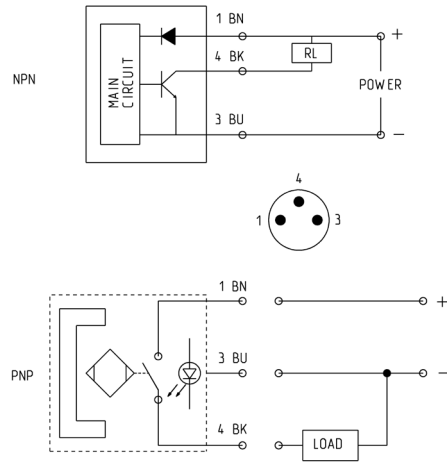 NPN
MAIN CIRCUIT
1 BN
4 BK
3 BU
RL
+
POWER
−
4
1
3
PNP
1 BN
3 BU
4 BK
LOAD
+
−